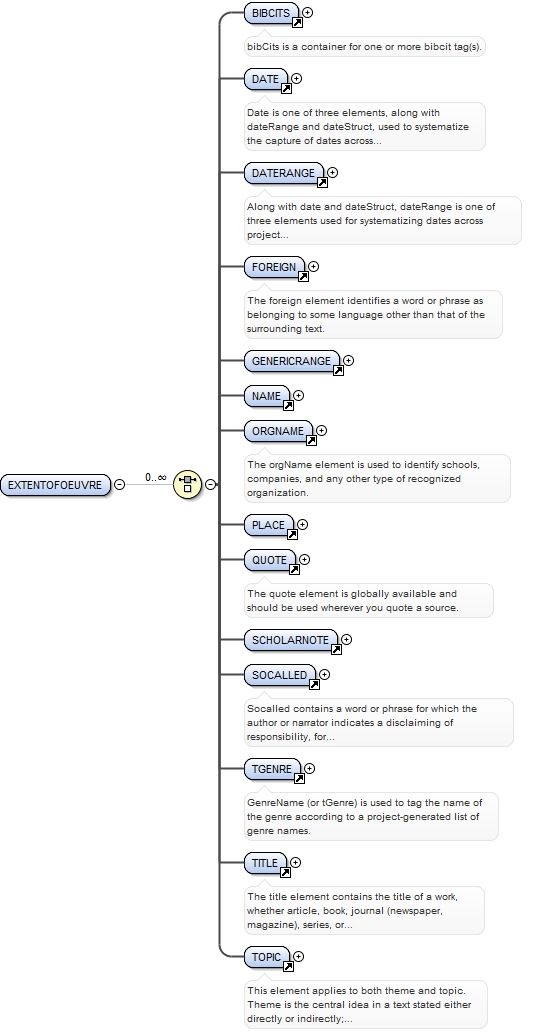 BIBCITS
bibCits is a container for one or more bibcit tag(s).
DATE
Date is one of three elements, along with
dateRange and dateStruct, used to systematize
the capture of dates across...
DATERANGE
Along with date and dateStruct, dateRange is one of
three elements used for systematizing dates across
project...
FOREIGN
The foreign element identifies a word or phrase as
belonging to some language other than that of the
surrounding text.
GENERICRANGE
NAME
ORGNAME
The orgName element is used to identify schools,
companies, and any other type of recognized
organization.
EXTENTOFOEUVRE
0..∞
PLACE
QUOTE
The quote element is globally available and
should be used wherever you quote a source.
SCHOLARNOTE
SOCALLED
Socalled contains a word or phrase for which the
author or narrator indicates a disclaiming of
responsibility, for...
TGENRE
GenreName (or tGenre) is used to tag the name of
the genre according to a project-generated list of
genre names.
TITLE
The title element contains the title of a work,
whether article, book, journal (newspaper,
magazine), series, or...
TOPIC
This element applies to both theme and topic.
Theme is the central idea in a text stated either
directly or indirectly;...